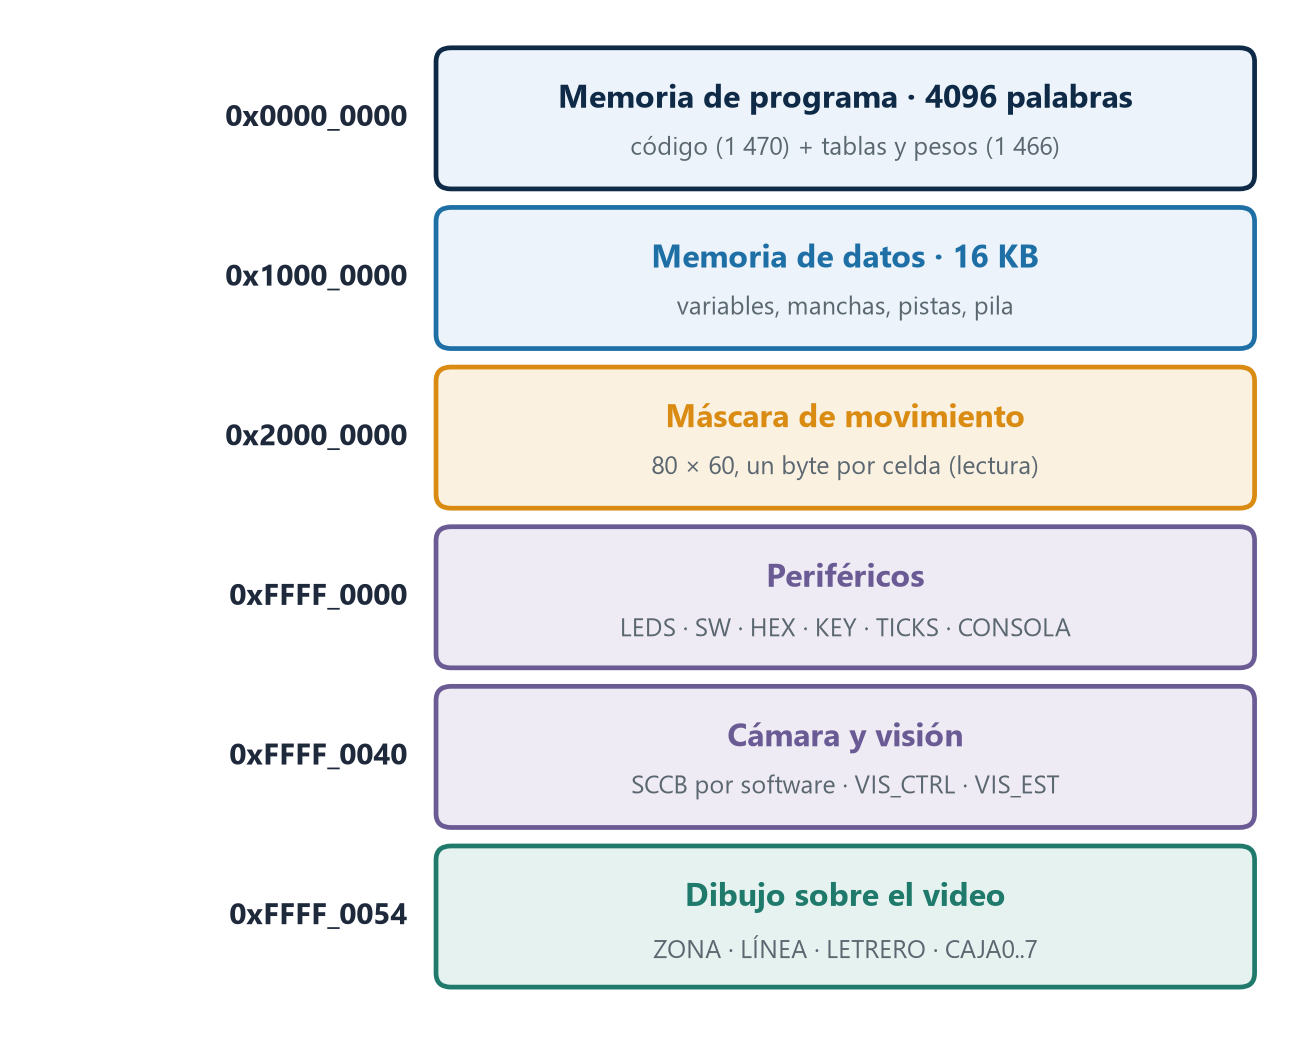 0x0000_0000
Memoria de programa · 4096 palabras
código (1 470) + tablas y pesos (1 466)
0x1000_0000
Memoria de datos · 16 KB
variables, manchas, pistas, pila
0x2000_0000
Máscara de movimiento
80 × 60, un byte por celda (lectura)
0xFFFF_0000
Periféricos
LEDS · SW · HEX · KEY · TICKS · CONSOLA
0xFFFF_0040
Cámara y visión
SCCB por software · VIS_CTRL · VIS_EST
0xFFFF_0054
Dibujo sobre el video
ZONA · LÍNEA · LETRERO · CAJA0..7